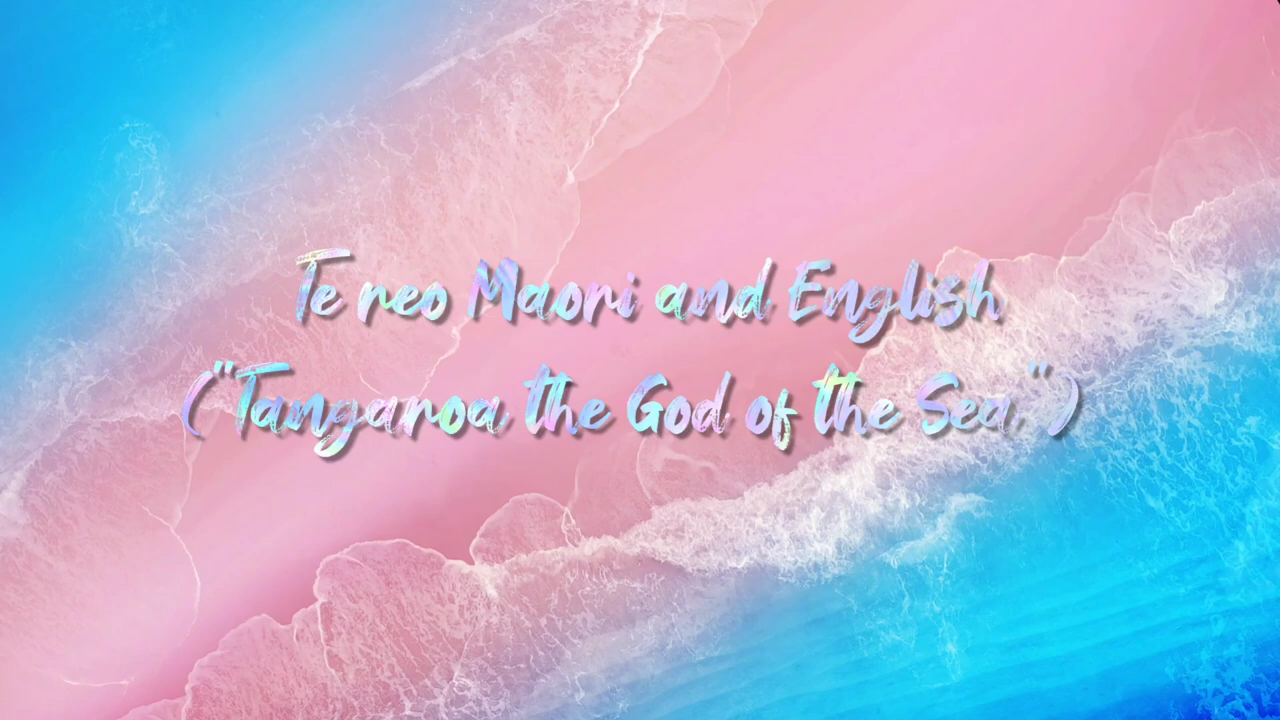 Te reo Maori and English
("Tangaroa the God of the Sea.")